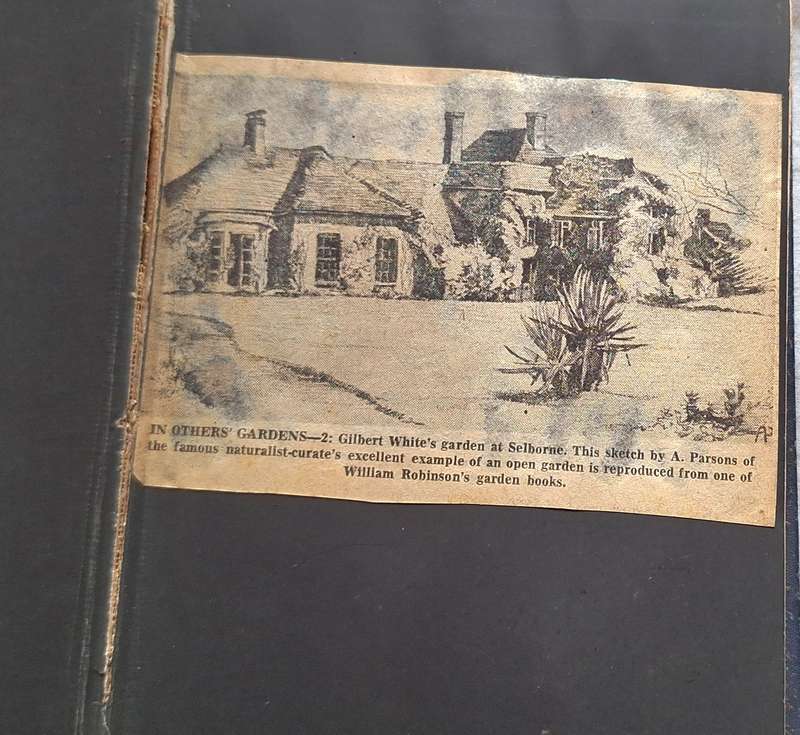 IN OTHERS' GARDENS—2: Gilbert White's garden at Selborne. This sketch by A. Parsons of
the famous naturalist-curate's excellent example of an open garden is reproduced from one of
William Robinson's garden books.
AP